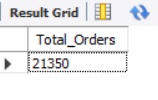 Result Grid
Total_Orders
21350